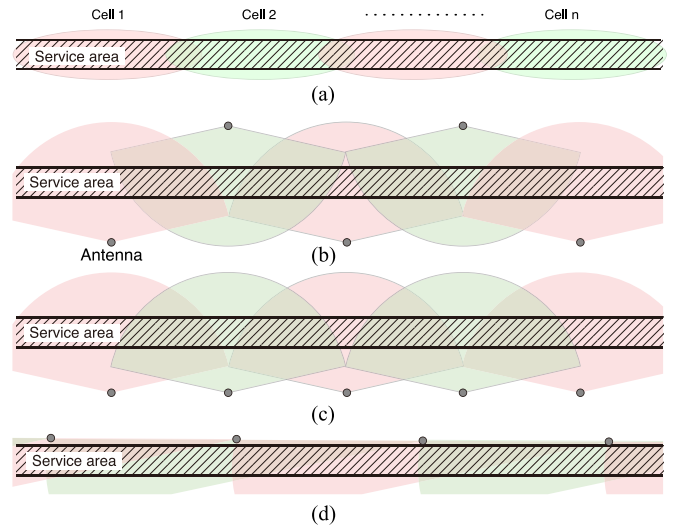 Cell 1 Cell 2 ................ Cell n
Service area
(a)
Service area
Antenna
(b)
Service area
(c)
Service area
(d)